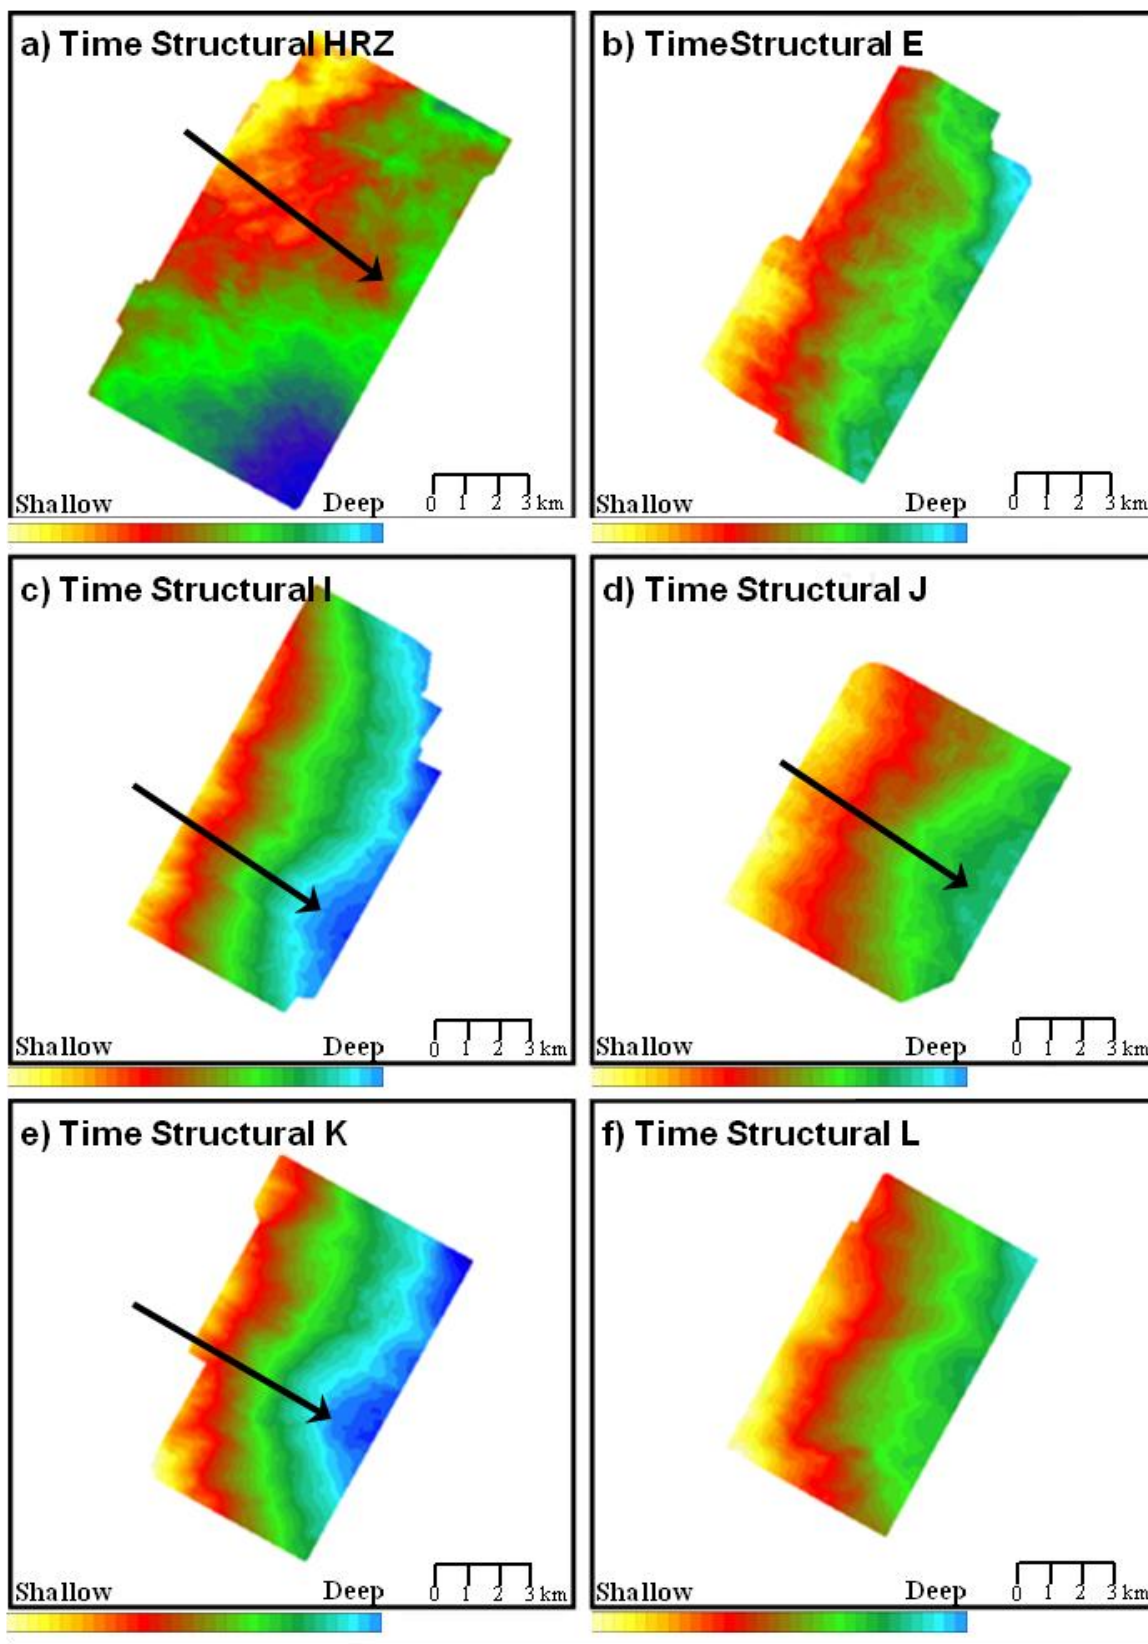 a) Time Structural HRZ
Shallow Deep 0 1 2 3 km
b) TimeStructural E
Shallow Deep 0 1 2 3 km
c) Time Structural I
Shallow Deep 0 1 2 3 km
d) Time Structural J
Shallow Deep 0 1 2 3 km
e) Time Structural K
Shallow Deep 0 1 2 3 km
f) Time Structural L
Shallow Deep 0 1 2 3 km